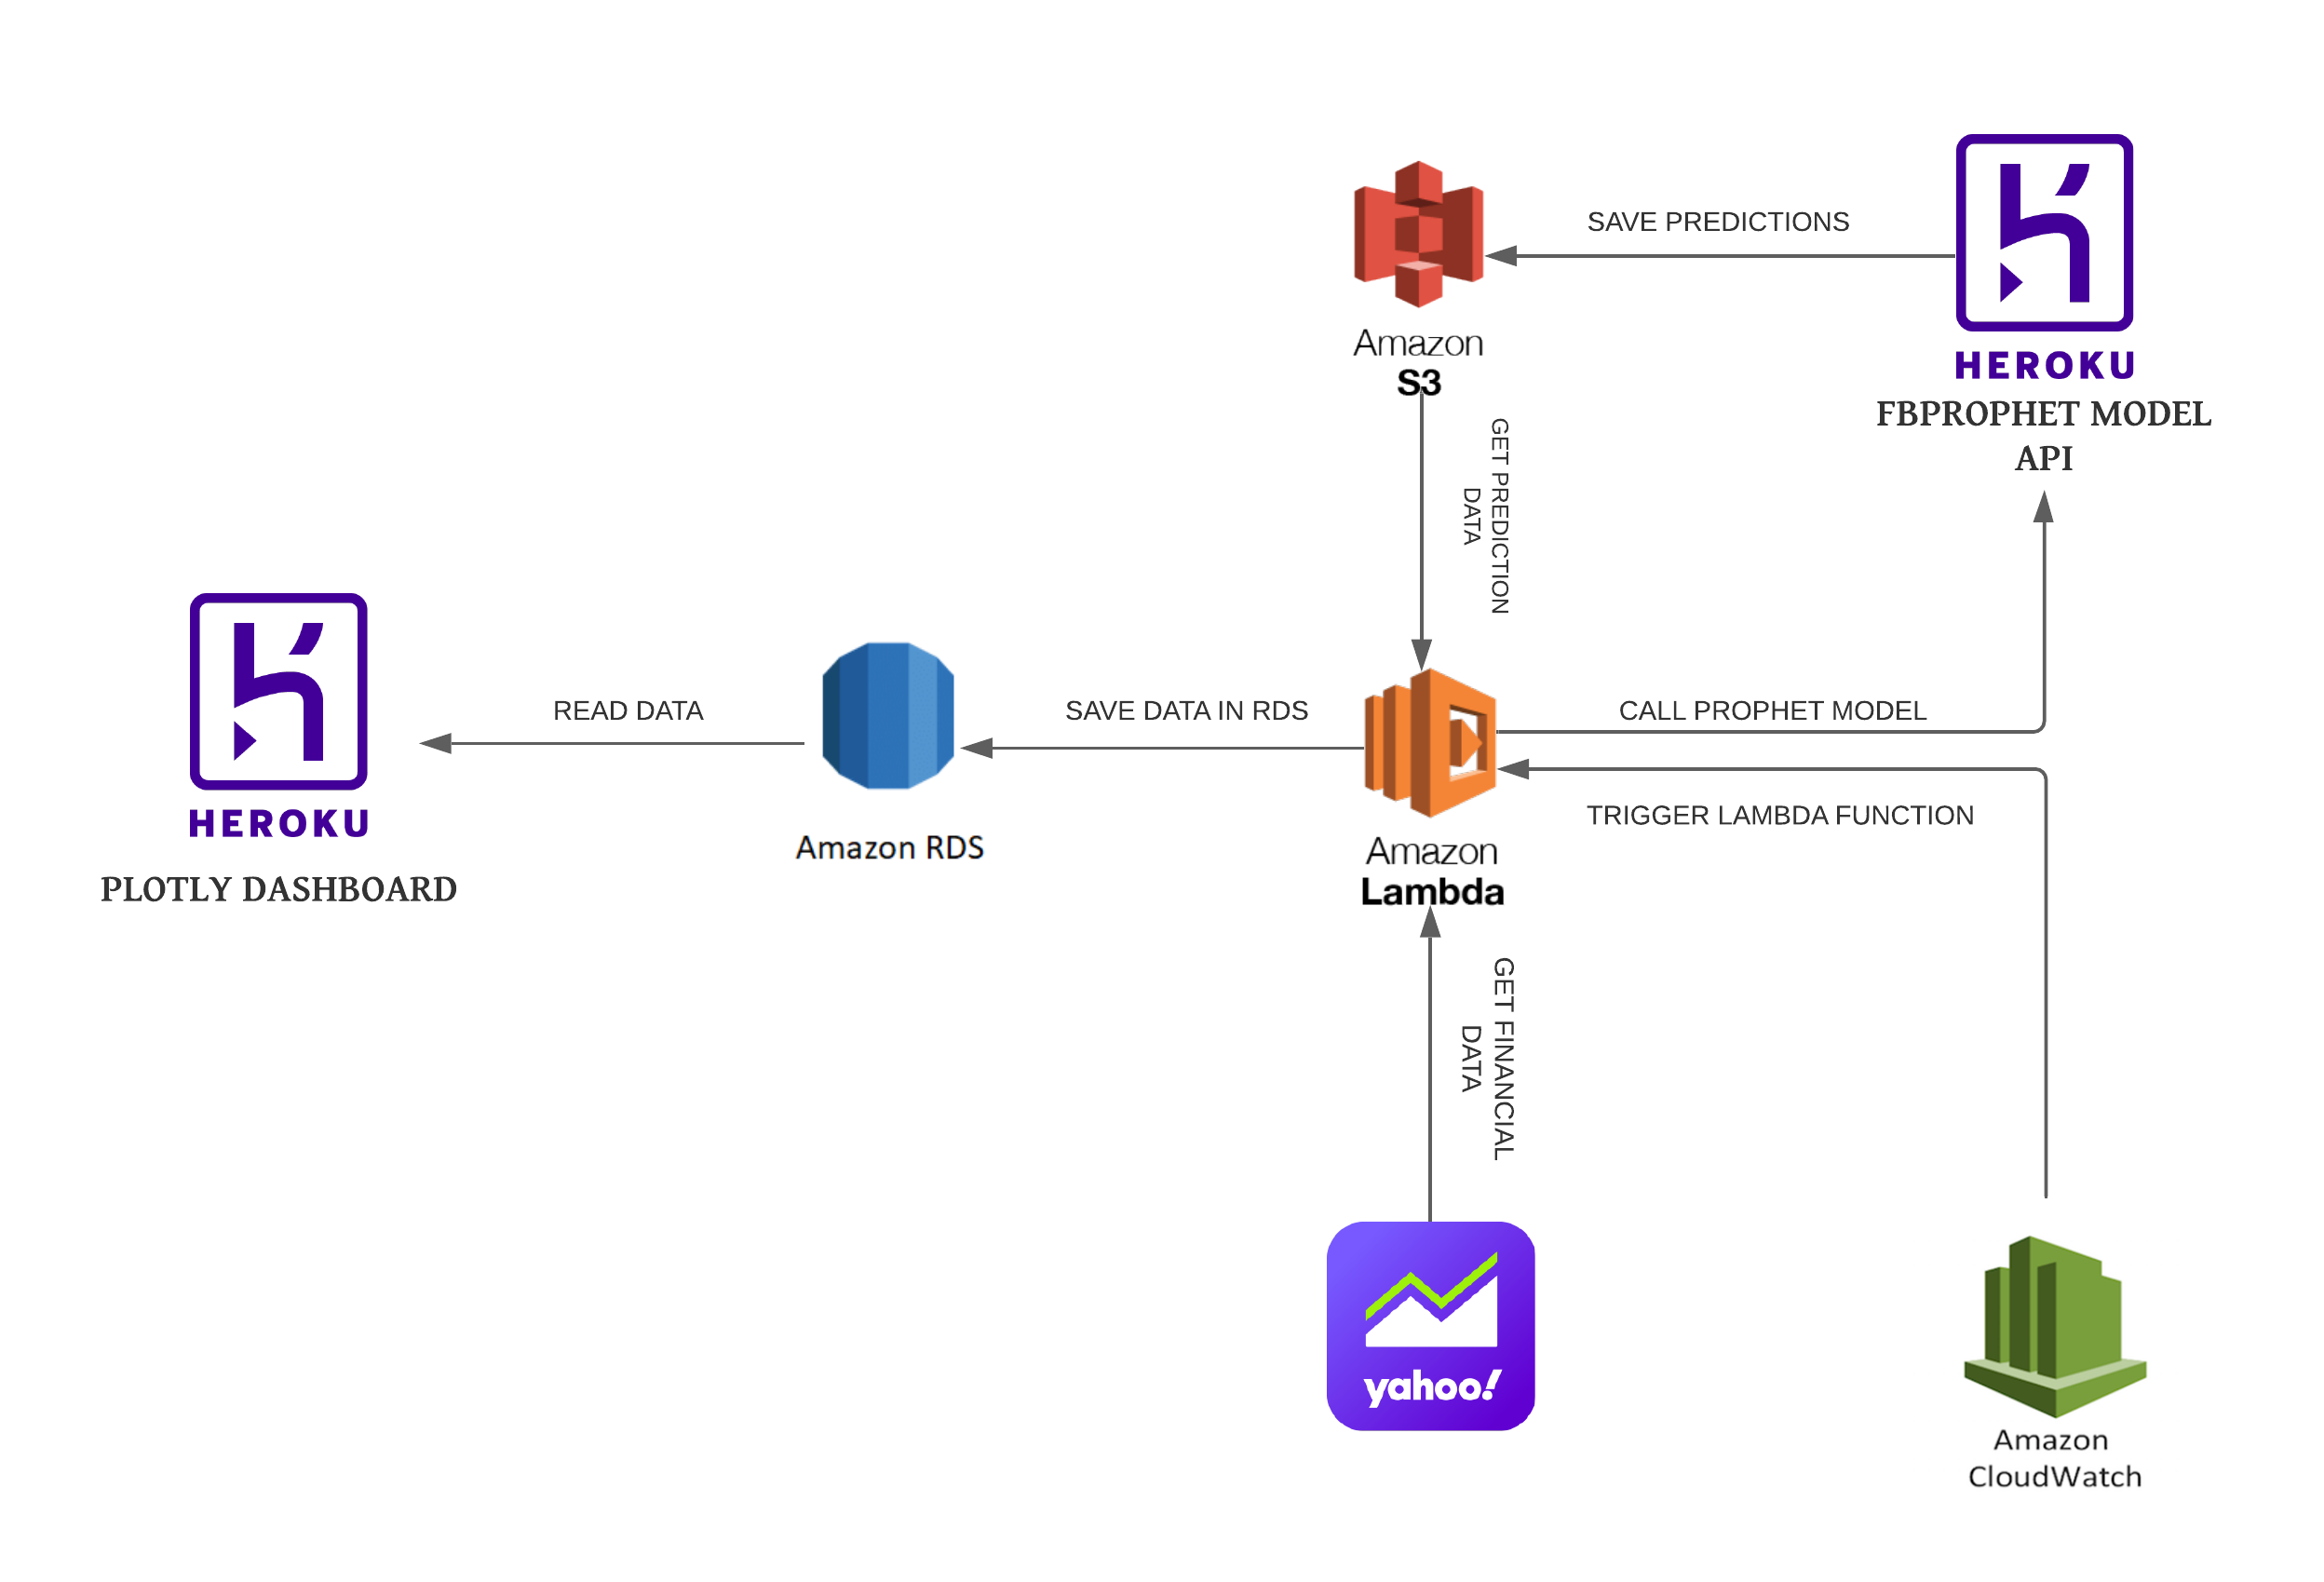 SAVE PREDICTIONS
Amazon
S3
HEROKU
FBPROPHET MODEL
API
GET PREDICTION
DATA
HEROKU
PLOTLY DASHBOARD
READ DATA
Amazon RDS
SAVE DATA IN RDS
Amazon
Lambda
CALL PROPHET MODEL
TRIGGER LAMBDA FUNCTION
GET FINANCIAL
DATA
yahoo!
Amazon
CloudWatch